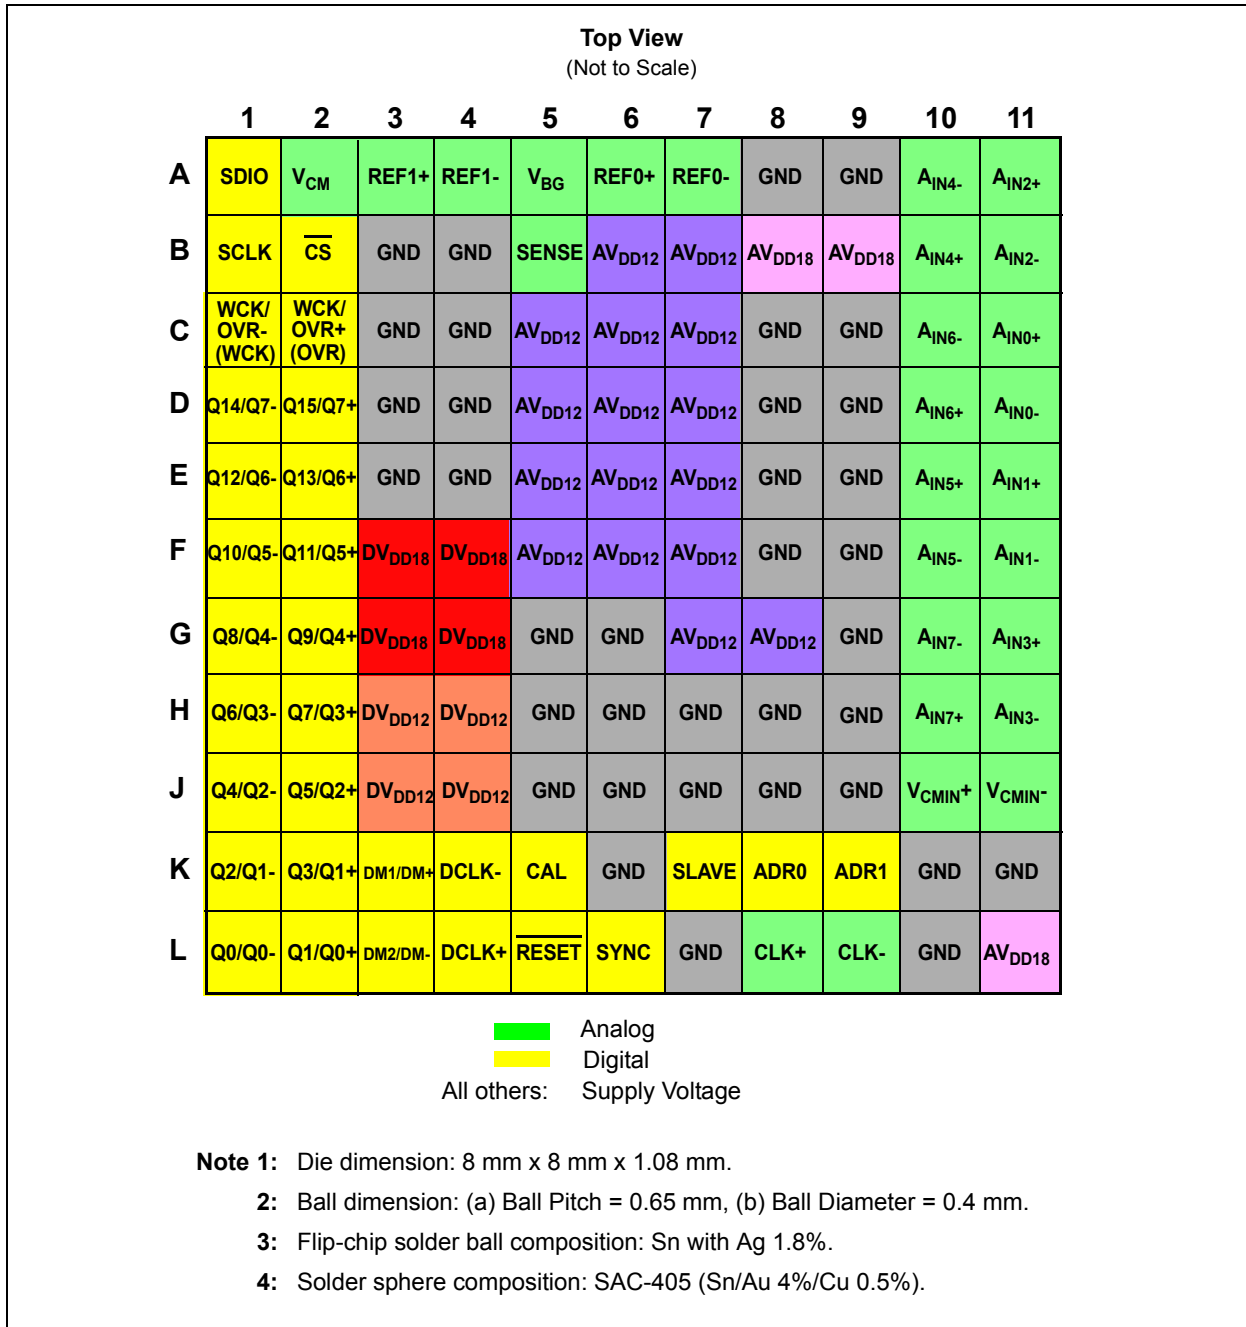 Top View
(Not to Scale)
1 2 3 4 5 6 7 8 9 10 11
A SDIO VCM REF1+ REF1- VBG REF0+ REF0- GND GND AIN4- AIN2+
B SCLK CS GND GND SENSE AVDD12 AVDD12 AVDD18 AVDD18 AIN4+ AIN2-
C WCK/OVR-(WCK) WCK/OVR+(OVR) GND GND AVDD12 AVDD12 AVDD12 GND GND AIN6- AIN0+
D Q14/Q7- Q15/Q7+ GND GND AVDD12 AVDD12 AVDD12 GND GND AIN6+ AIN0-
E Q12/Q6- Q13/Q6+ GND GND AVDD12 AVDD12 AVDD12 GND GND AIN5+ AIN1+
F Q10/Q5- Q11/Q5+ DVDD18 DVDD18 AVDD12 AVDD12 AVDD12 GND GND AIN5- AIN1-
G Q8/Q4- Q9/Q4+ DVDD18 DVDD18 GND GND AVDD12 AVDD12 GND AIN7- AIN3+
H Q6/Q3- Q7/Q3+ DVDD12 DVDD12 GND GND GND GND GND AIN7+ AIN3-
J Q4/Q2- Q5/Q2+ DVDD12 DVDD12 GND GND GND GND GND VCMIN+ VCMIN-
K Q2/Q1- Q3/Q1+ DM1/DM+ DCLK- CAL GND SLAVE ADR0 ADR1 GND GND
L Q0/Q0- Q1/Q0+ DM2/DM- DCLK+ RESET SYNC GND CLK+ CLK- GND AVDD18
Analog
Digital
All others: Supply Voltage
Note 1: Die dimension: 8 mm x 8 mm x 1.08 mm.
2: Ball dimension: (a) Ball Pitch = 0.65 mm, (b) Ball Diameter = 0.4 mm.
3: Flip-chip solder ball composition: Sn with Ag 1.8%.
4: Solder sphere composition: SAC-405 (Sn/Au 4%/Cu 0.5%).